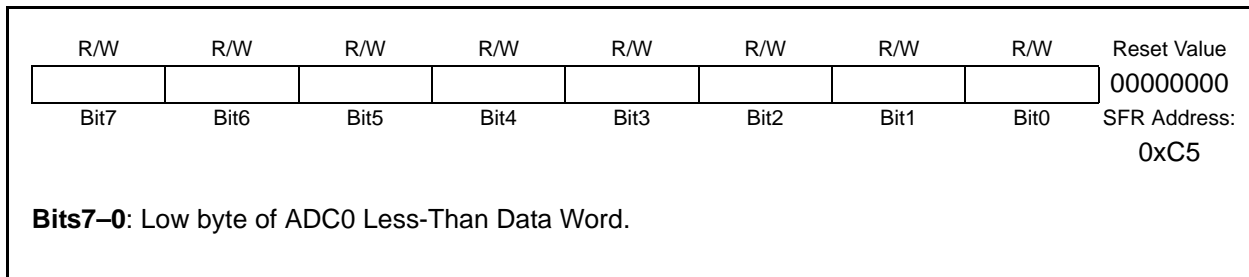 R/W R/W R/W R/W R/W R/W R/W R/W Reset Value
00000000
Bit7 Bit6 Bit5 Bit4 Bit3 Bit2 Bit1 Bit0 SFR Address:
0xC5
Bits7–0: Low byte of ADC0 Less-Than Data Word.